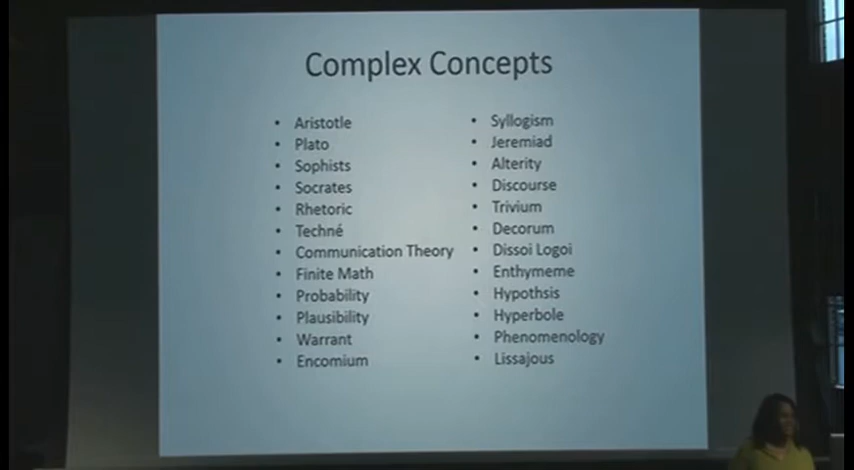 Complex Concepts
• Aristotle
• Plato
• Sophists
• Socrates
• Rhetoric
• Techné
• Communication Theory
• Finite Math
• Probability
• Plausibility
• Warrant
• Encomium
• Syllogism
• Jeremiad
• Alterity
• Discourse
• Trivium
• Decorum
• Dissoi Logoi
• Enthymeme
• Hypothsis
• Hyperbole
• Phenomenology
• Lissajous